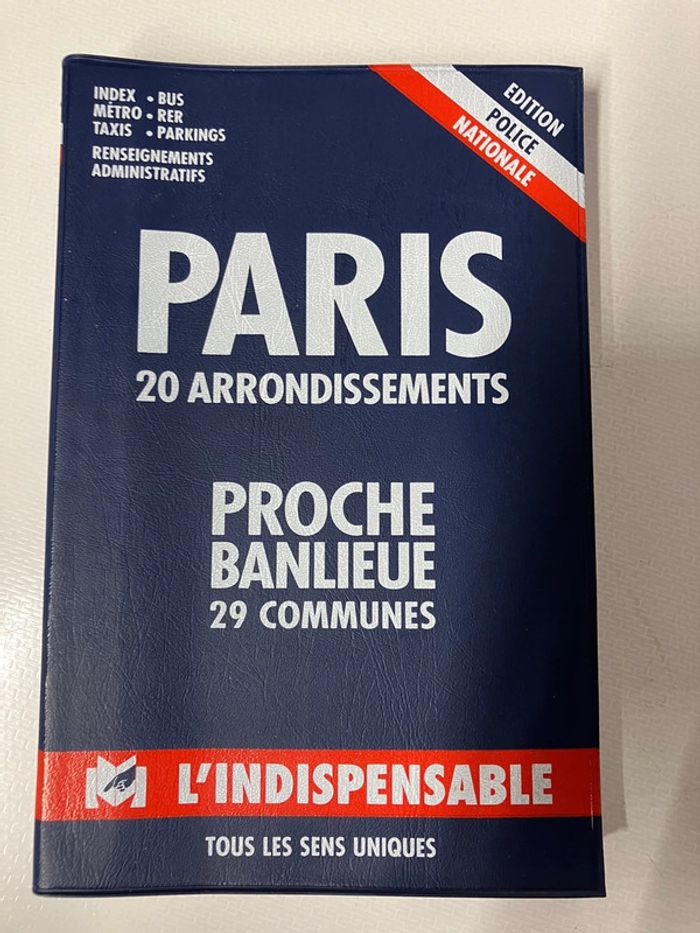 INDEX • BUS
MÉTRO • RER
TAXIS • PARKINGS
RENSEIGNEMENTS
ADMINISTRATIFS
EDITION
POLICE
NATIONALE
PARIS
20 ARRONDISSEMENTS
PROCHE
BANLIEUE
29 COMMUNES
L'INDISPENSABLE
TOUS LES SENS UNIQUES